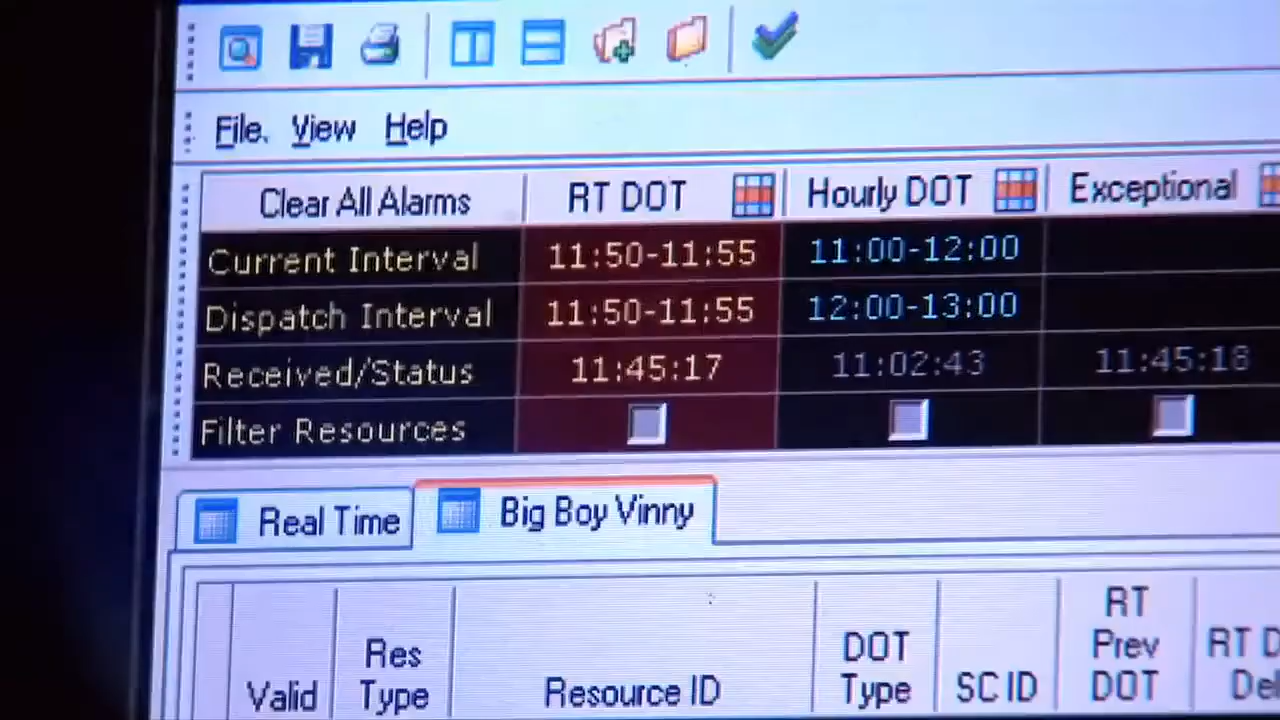 File View Help
Clear All Alarms RT DOT Hourly DOT Exceptional
Current Interval 11:50-11:55 11:00-12:00
Dispatch Interval 11:50-11:55 12:00-13:00
Received/Status 11:45:17 11:02:43 11:45:18
Filter Resources
Real Time Big Boy Vinny
Valid Res Type Resource ID DOT Type SC ID RT Prev DOT RT